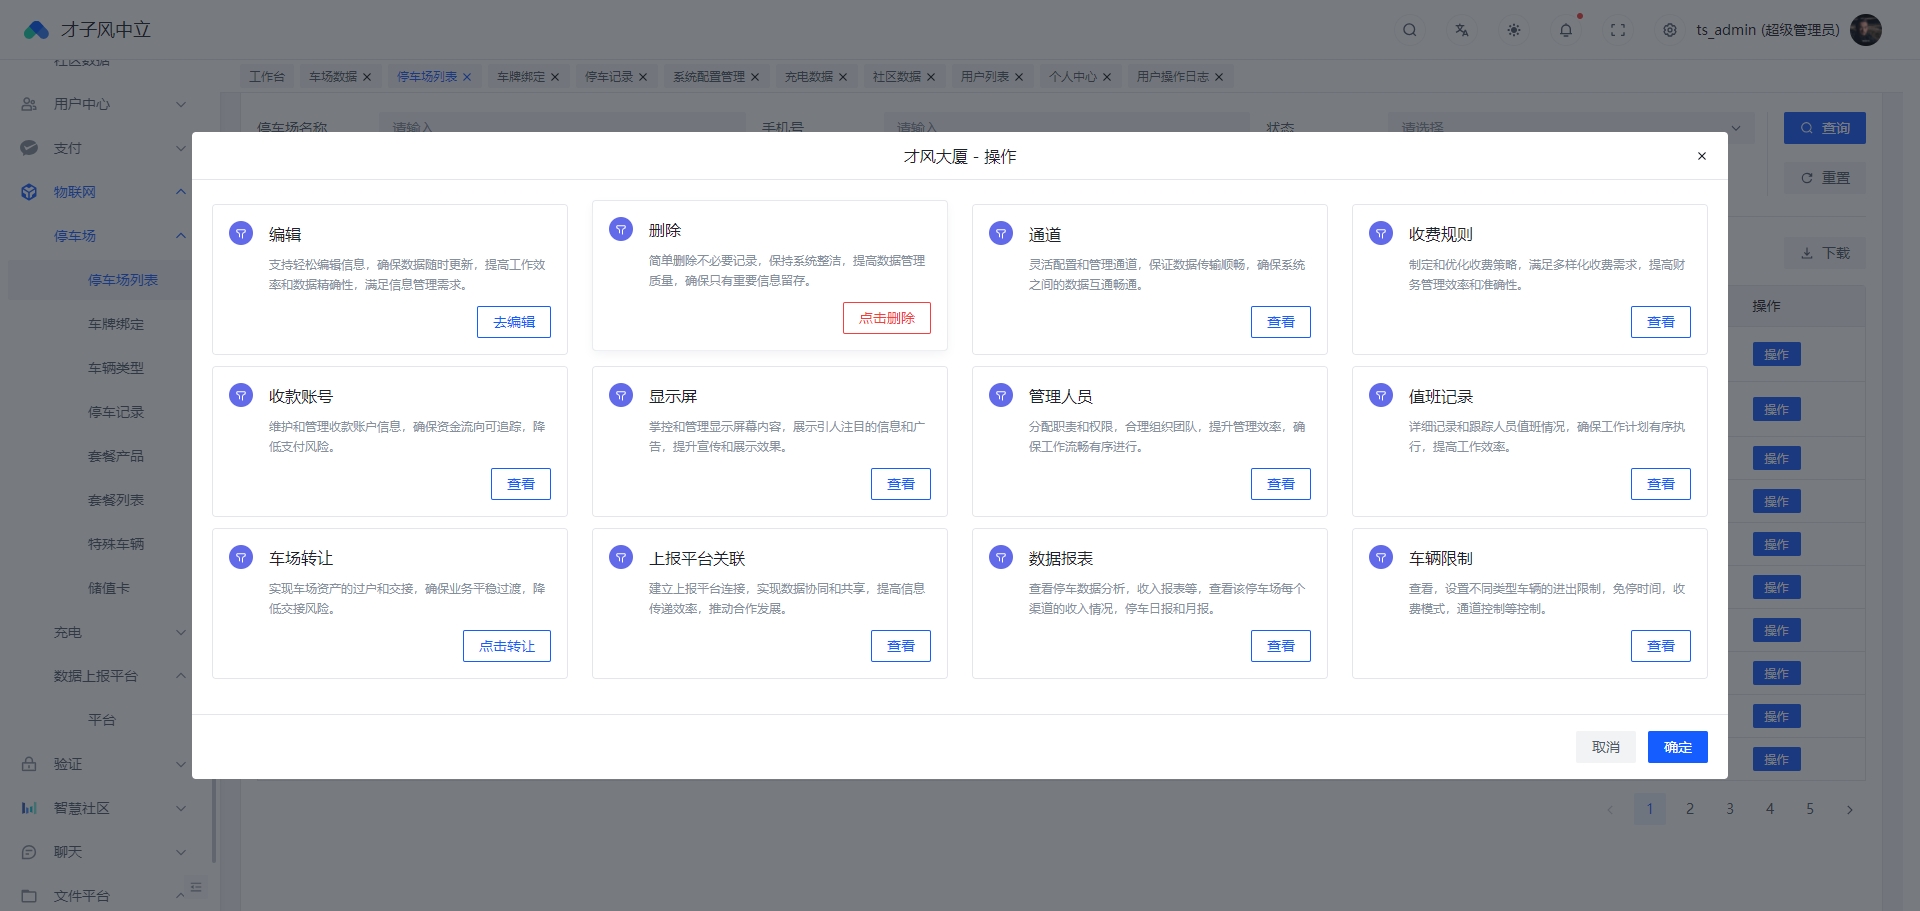 才子风中立
ts_admin (超级管理员)
社区数据
用户中心
支付
物联网
停车场
停车场列表
车牌绑定
车辆类型
停车记录
套餐产品
套餐列表
特殊车辆
储值卡
充电
数据上报平台
平台
验证
智慧社区
聊天
文件平台
工作台 车场数据 停车场列表 车牌绑定 停车记录 系统配置管理 充电数据 社区数据 用户列表 个人中心 用户操作日志
停车场名称 请输入 手机号 请输入 状态 请选择 查询
重置
下载
才风大厦 - 操作
编辑
支持轻松编辑信息，确保数据随时更新，提高工作效
率和数据精确性，满足信息管理需求。
去编辑
删除
简单删除不必要记录，保持系统整洁，提高数据管理
质量，确保只有重要信息留存。
点击删除
通道
灵活配置和管理通道，保证数据传输顺畅，确保系统
之间的数据互通畅通。
查看
收费规则
制定和优化收费策略，满足多样化收费需求，提高财
务管理效率和准确性。
查看
收款账号
维护和管理收款账户信息，确保资金流向可追踪，降
低支付风险。
查看
显示屏
掌控和管理显示屏幕内容，展示引人注目的信息和广
告，提升宣传和展示效果。
查看
管理人员
分配职责和权限，合理组织团队，提升管理效率，确
保工作流畅有序进行。
查看
值班记录
详细记录和跟踪人员值班情况，确保工作计划有序执
行，提高工作效率。
查看
车场转让
实现车场资产的过户和交接，确保业务平稳过渡，降
低交接风险。
点击转让
上报平台关联
建立上报平台连接，实现数据协同和共享，提高信息
传递效率，推动合作发展。
查看
数据报表
查看停车数据分析，收入报表等，查看该停车场每个
渠道的收入情况，停车日报和月报。
查看
车辆限制
查看，设置不同类型车辆的进出限制，免停时间，收
费模式，通道控制等控制。
查看
取消 确定
操作
操作
操作
操作
操作
操作
操作
操作
操作
操作
操作
1 2 3 4 5